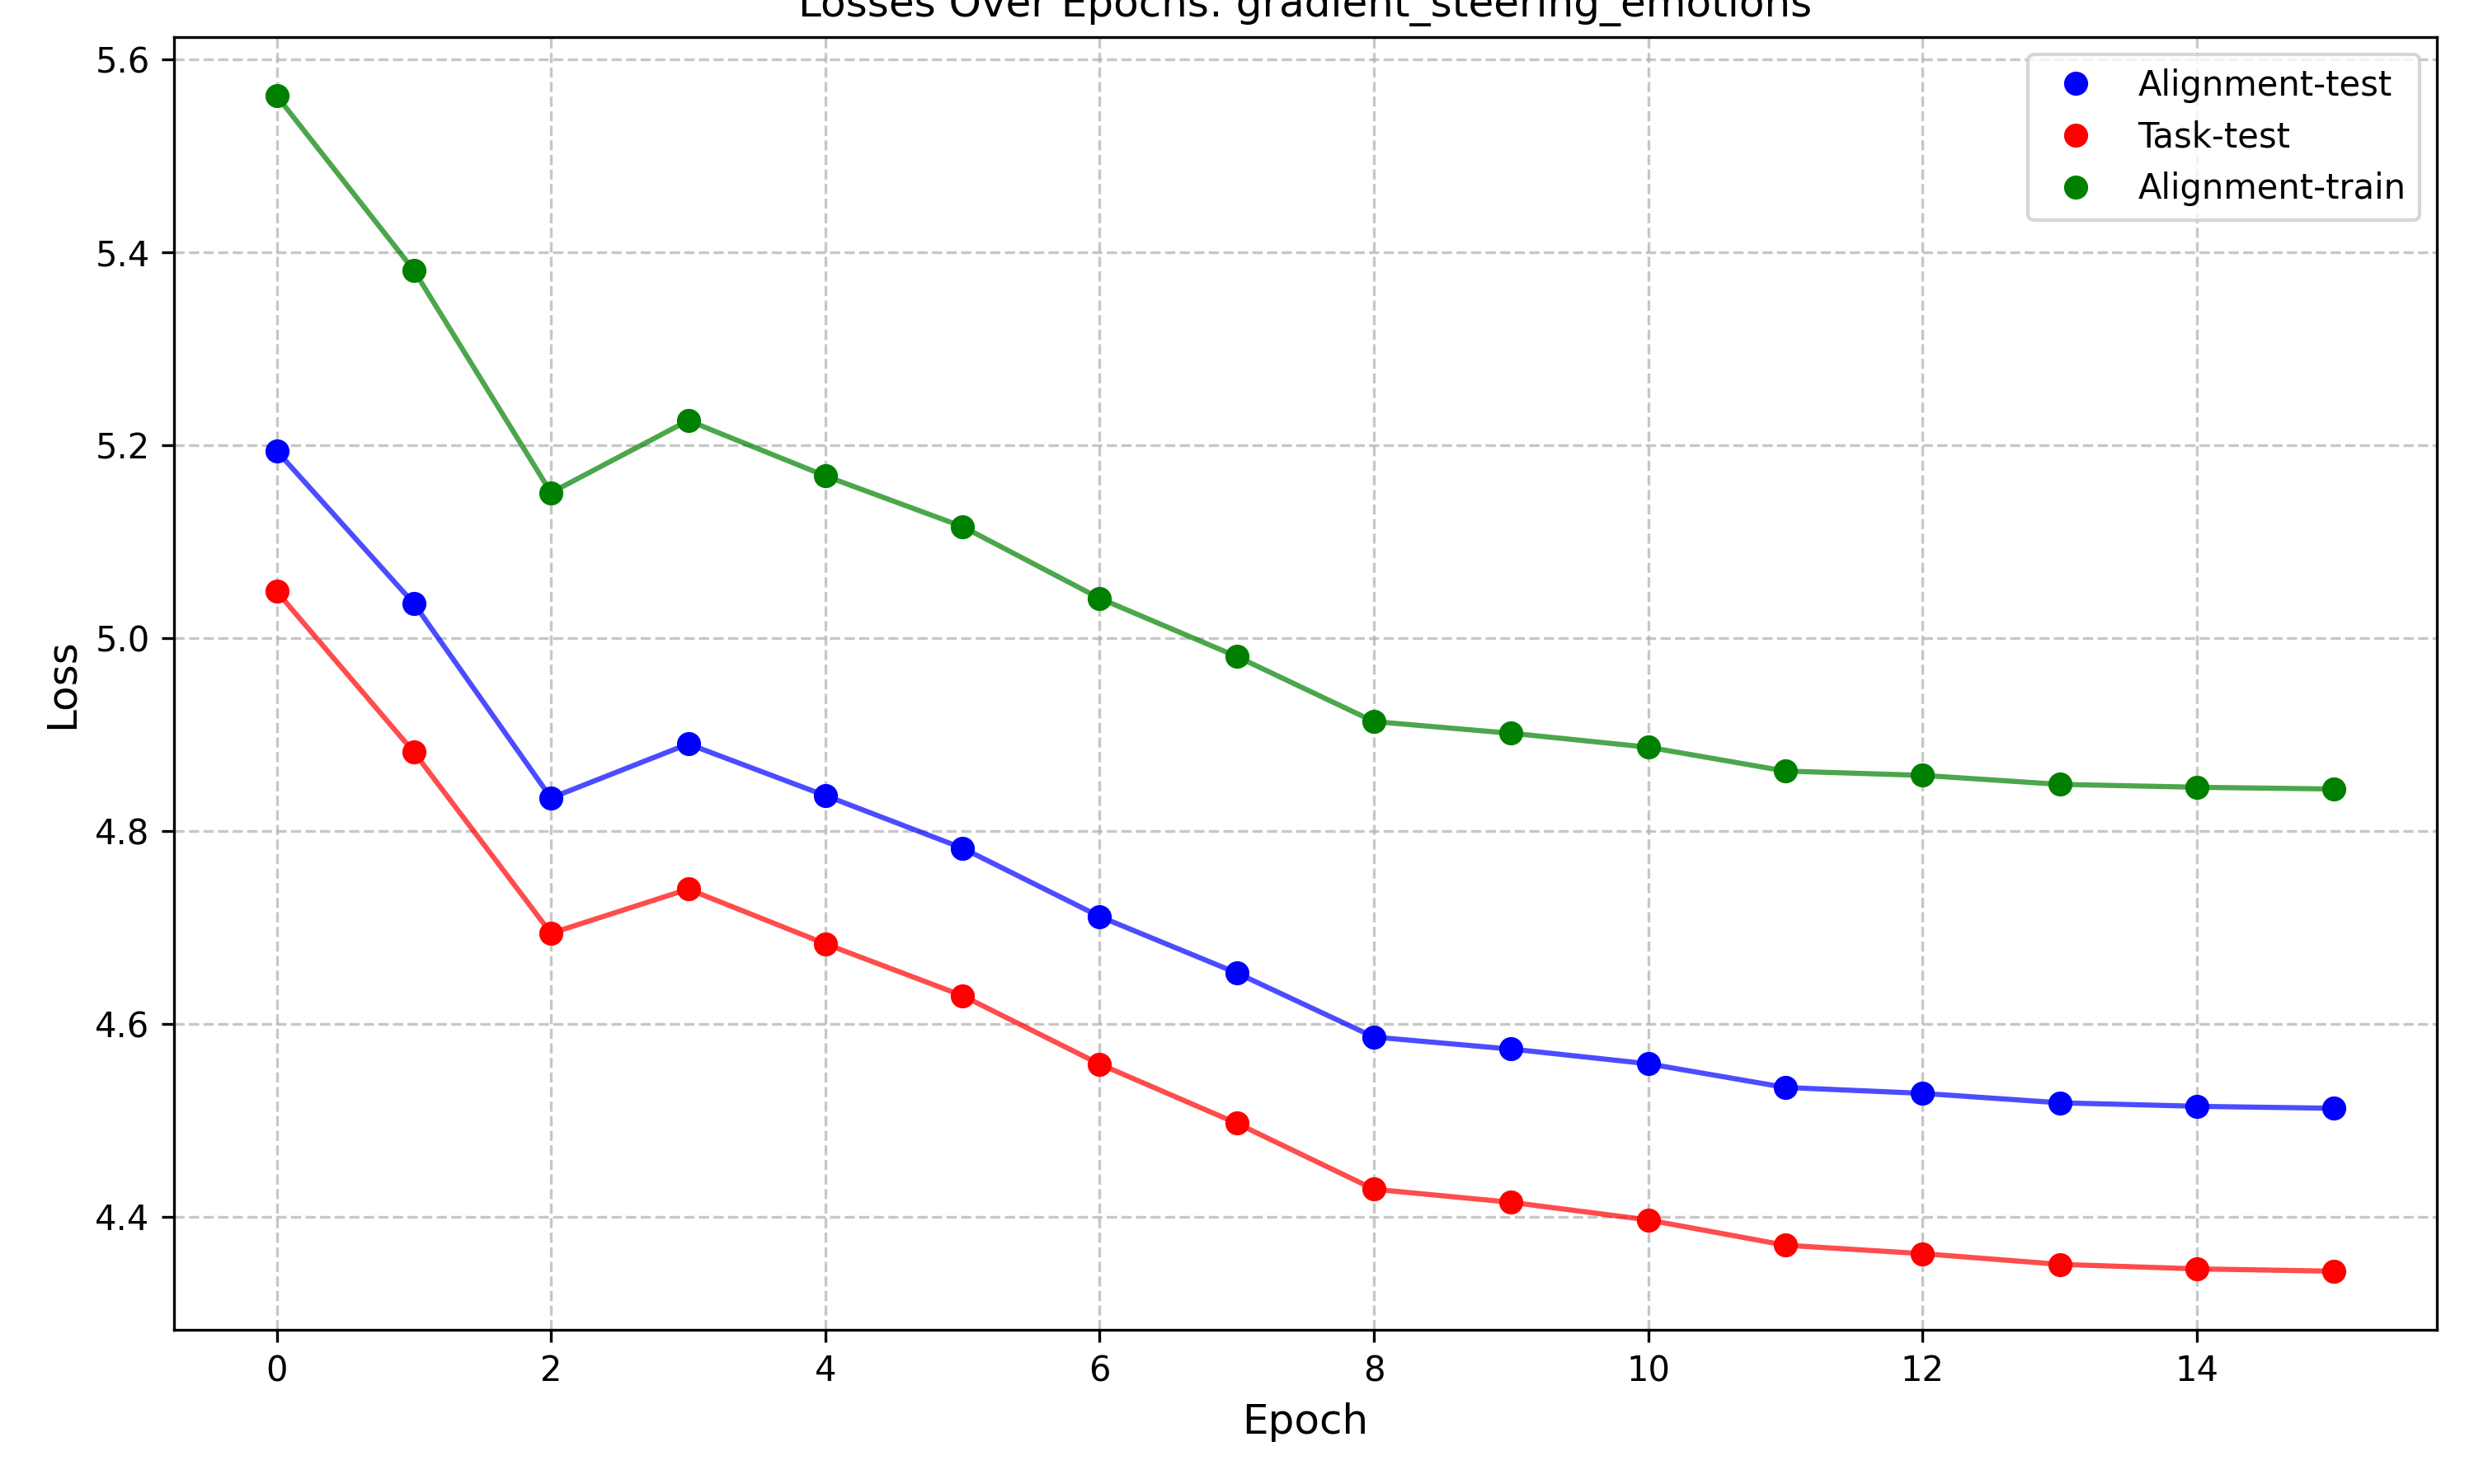 Losses Over Epochs: gradient_steering_emotions
5.6
5.4
5.2
5.0
4.8
4.6
4.4
Loss
Alignment-test
Task-test
Alignment-train
0 2 4 6 8 10 12 14
Epoch